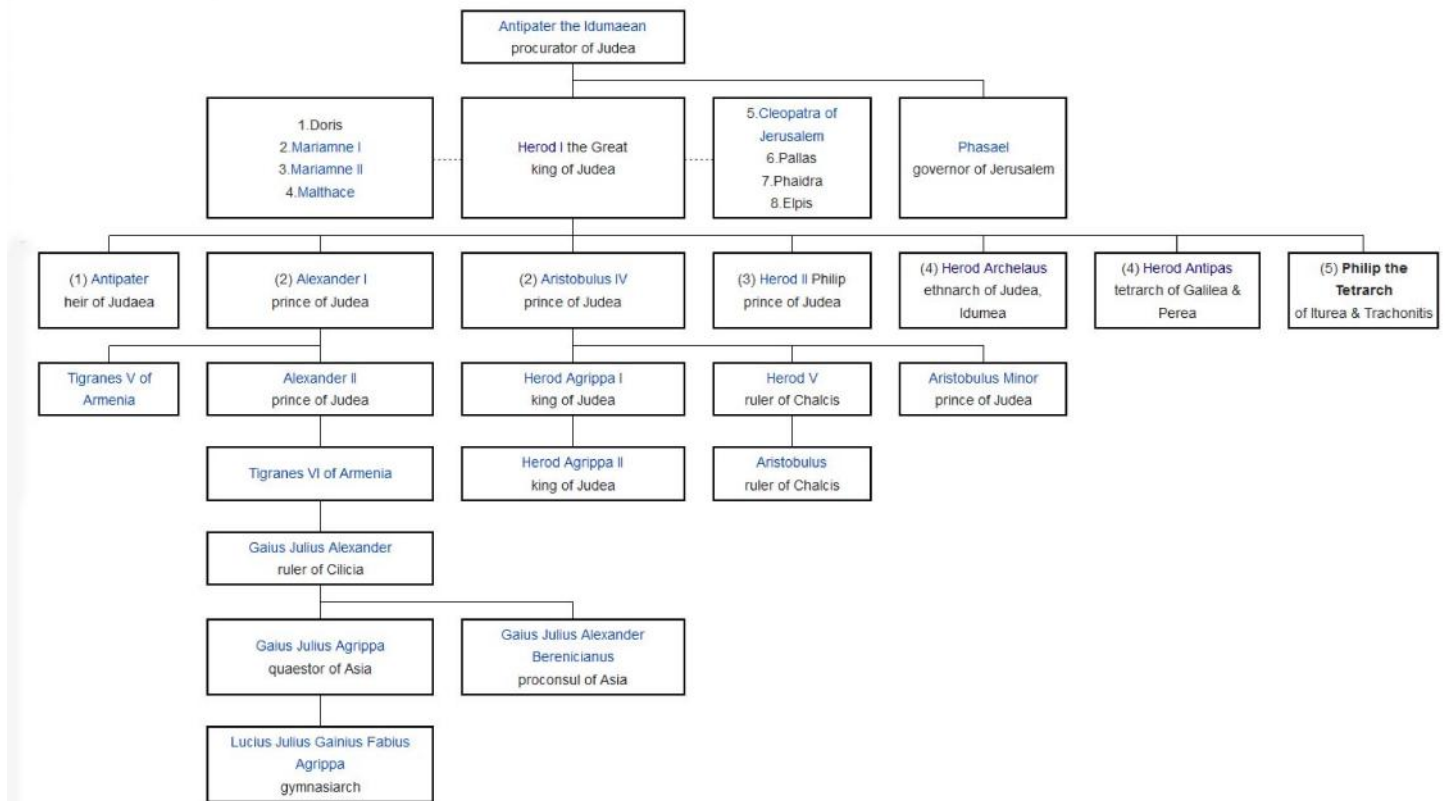 Antipater the Idumaean
procurator of Judea
1.Doris
2.Mariamne I
3.Mariamne II
4.Malthace
Herod I the Great
king of Judea
5.Cleopatra of
Jerusalem
6.Pallas
7.Phaidra
8.Elpis
Phasael
governor of Jerusalem
(1) Antipater
heir of Judaea
(2) Alexander I
prince of Judea
(2) Aristobulus IV
prince of Judea
(3) Herod II Philip
prince of Judea
(4) Herod Archelaus
ethnarch of Judea,
Idumea
(4) Herod Antipas
tetrarch of Galilea &
Perea
(5) Philip the
Tetrarch
of Iturea & Trachonitis
Tigranes V of
Armenia
Alexander II
prince of Judea
Herod Agrippa I
king of Judea
Herod V
ruler of Chalcis
Aristobulus Minor
prince of Judea
Tigranes VI of Armenia
Herod Agrippa II
king of Judea
Aristobulus
ruler of Chalcis
Gaius Julius Alexander
ruler of Cilicia
Gaius Julius Agrippa
quaestor of Asia
Gaius Julius Alexander
Berenicianus
proconsul of Asia
Lucius Julius Gainius Fabius
Agrippa
gymnasiarch